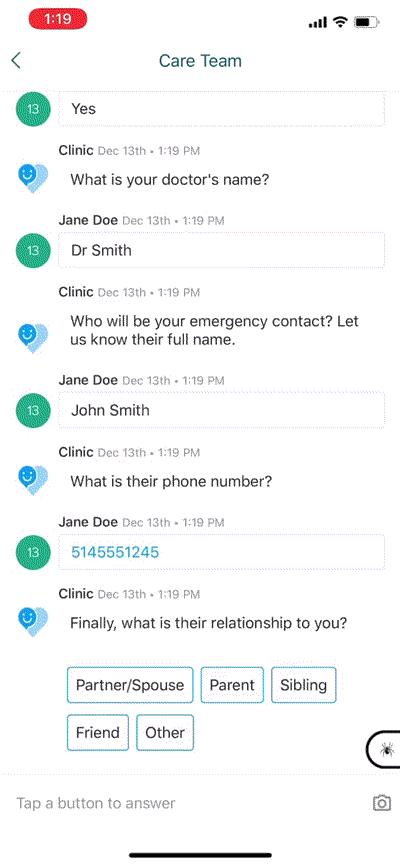 1:19
Care Team
13
Yes
Clinic Dec 13th • 1:19 PM
What is your doctor's name?
Jane Doe Dec 13th • 1:19 PM
13
Dr Smith
Clinic Dec 13th • 1:19 PM
Who will be your emergency contact? Let
us know their full name.
Jane Doe Dec 13th • 1:19 PM
13
John Smith
Clinic Dec 13th • 1:19 PM
What is their phone number?
Jane Doe Dec 13th • 1:19 PM
13
5145551245
Clinic Dec 13th • 1:19 PM
Finally, what is their relationship to you?
Partner/Spouse Parent Sibling
Friend Other
Tap a button to answer